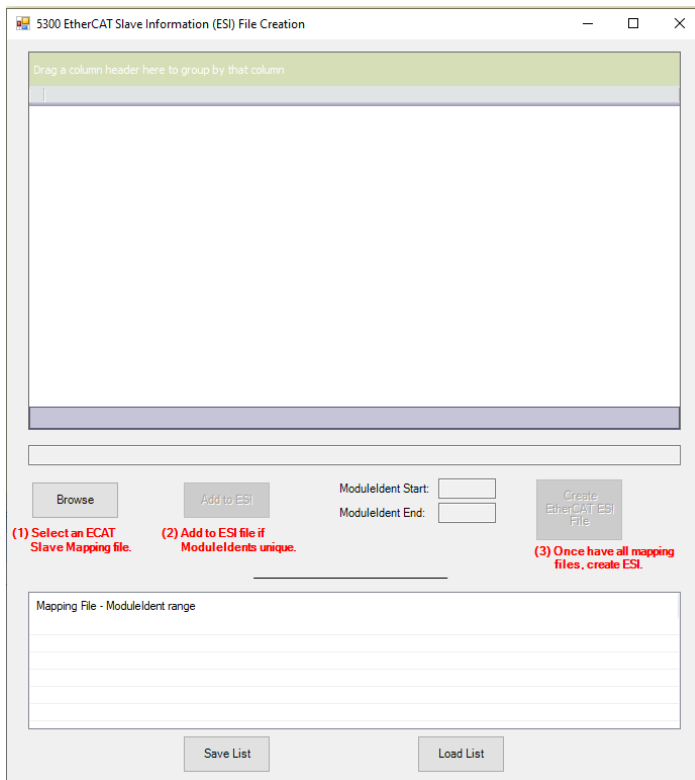 5300 EtherCAT Slave Information (ESI) File Creation
Drag a column header here to group by that column
Browse
Add to ESI
ModuleIdent Start:
ModuleIdent End:
Create
EtherCAT ESI
File
(1) Select an ECAT
Slave Mapping file.
(2) Add to ESI file if
ModuleIdents unique.
(3) Once have all mapping
files, create ESI.
Mapping File - ModuleIdent range
Save List
Load List